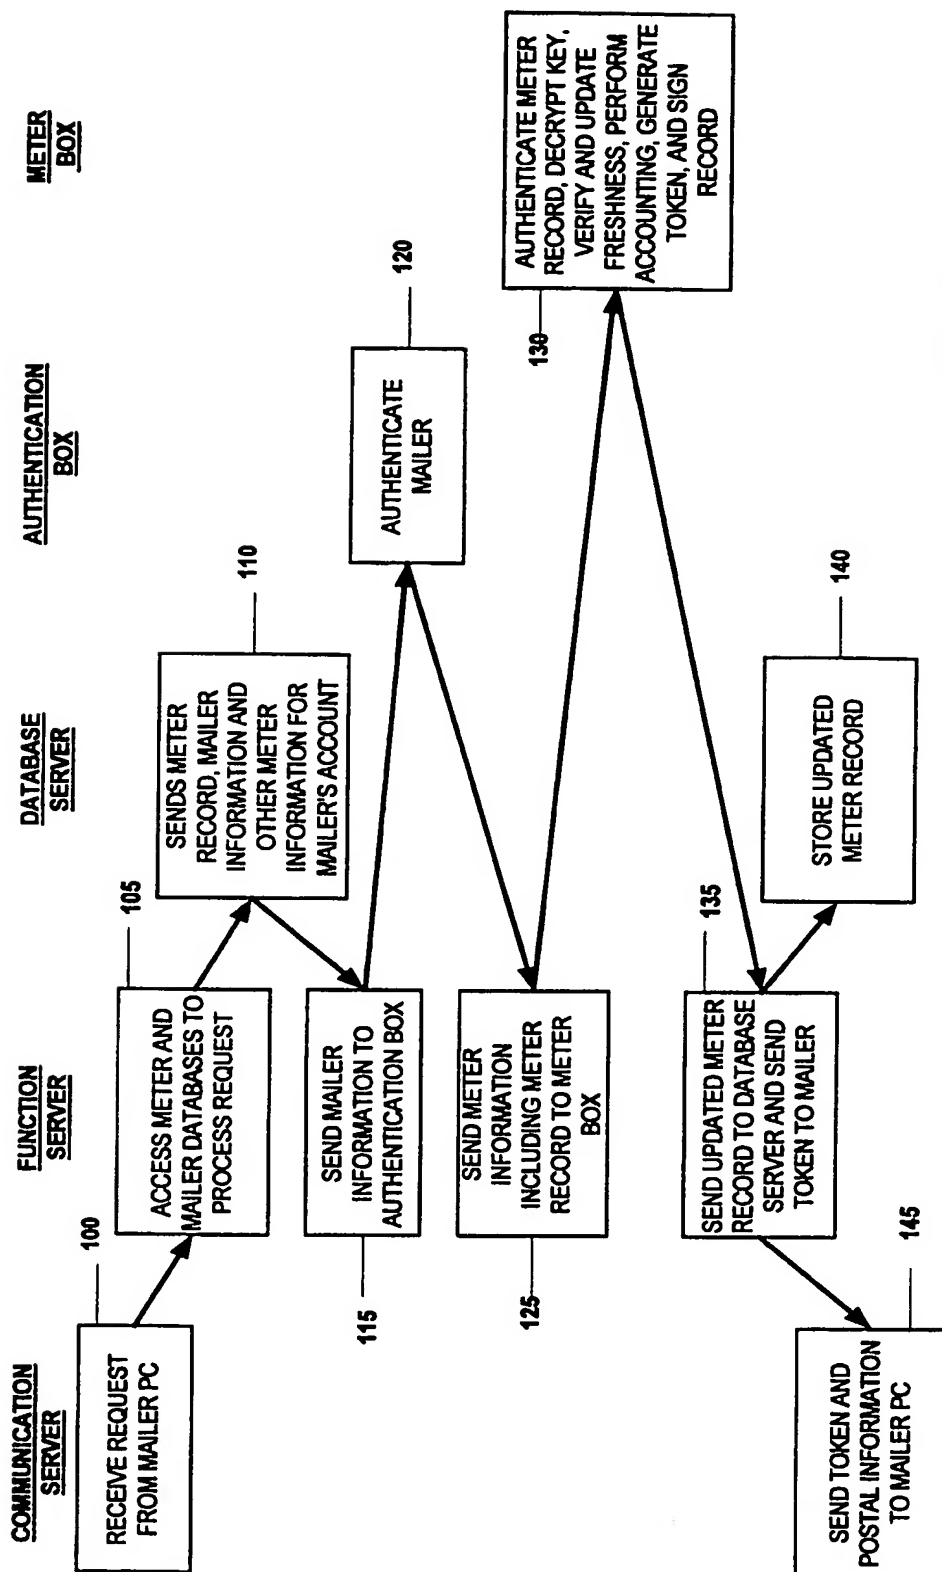 COMMUNICATION
SERVER
FUNCTION
SERVER
DATABASE
SERVER
AUTHENTICATION
BOX
METER
BOX
100
RECEIVE REQUEST
FROM MAILER PC
105
ACCESS METER AND
MAILER DATABASES TO
PROCESS REQUEST
110
SENDS METER
RECORD, MAILER
INFORMATION AND
OTHER METER
INFORMATION FOR
MAILER'S ACCOUNT
115
SEND MAILER
INFORMATION TO
AUTHENTICATION BOX
120
AUTHENTICATE
MAILER
125
SEND METER
INFORMATION
INCLUDING METER
RECORD TO METER
BOX
130
AUTHENTICATE METER
RECORD, DECRYPT KEY,
VERIFY AND UPDATE
FRESHNESS, PERFORM
ACCOUNTING, GENERATE
TOKEN, AND SIGN
RECORD
135
SEND UPDATED METER
RECORD TO DATABASE
SERVER AND SEND
TOKEN TO MAILER
140
STORE UPDATED
METER RECORD
145
SEND TOKEN AND
POSTAL INFORMATION
TO MAILER PC